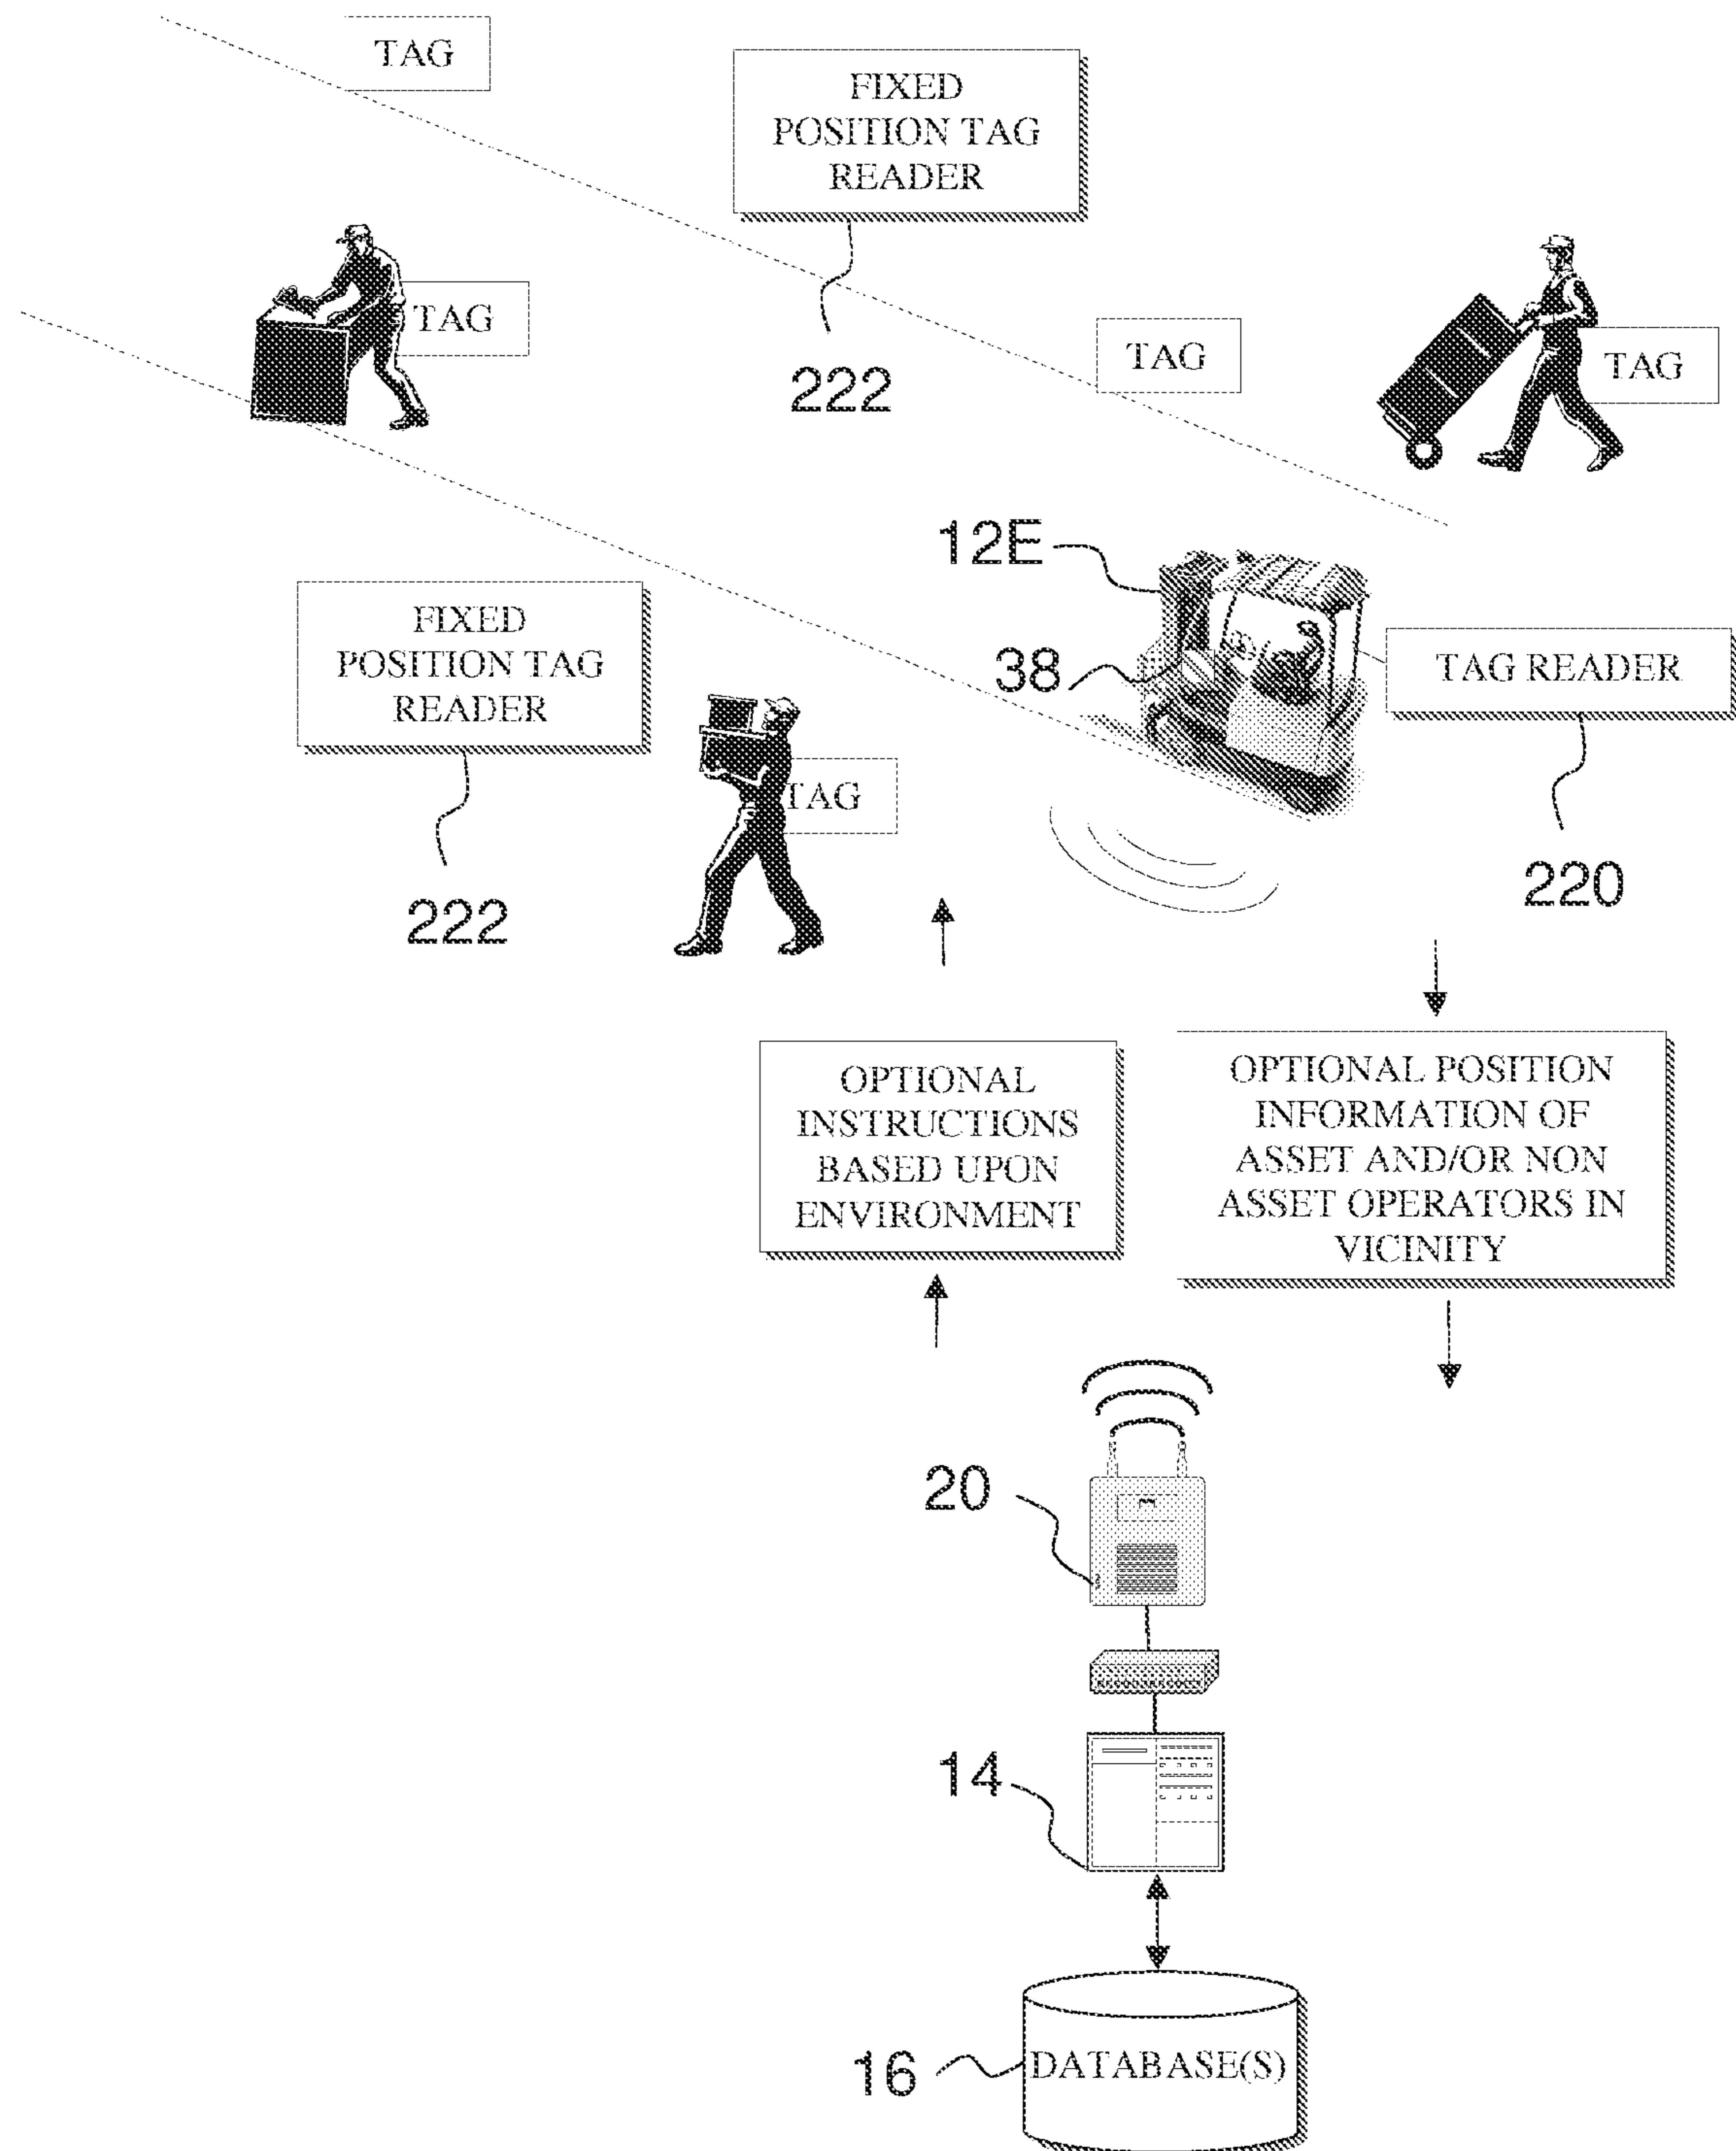 TAG
FIXED
POSITION TAG
READER
222
TAG
TAG
TAG
12E
38
TAG READER
220
FIXED
POSITION TAG
READER
222
TAG
OPTIONAL
INSTRUCTIONS
BASED UPON
ENVIRONMENT
OPTIONAL POSITION
INFORMATION OF
ASSET AND/OR NON
ASSET OPERATORS IN
VICINITY
20
14
16
DATABASE(S)